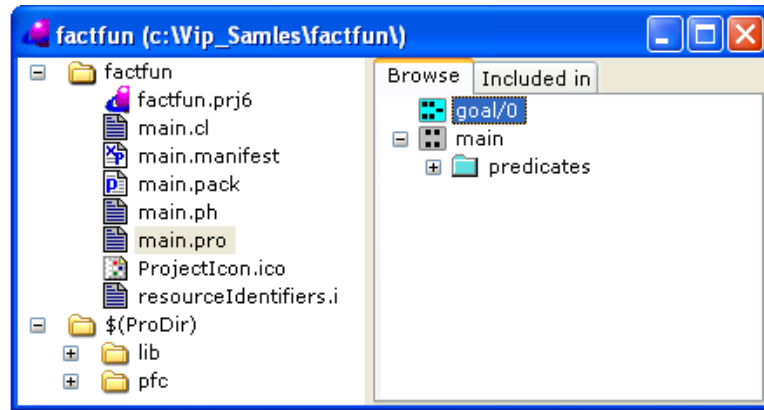 factfun (c:\Vip_Samles\factfun\)
factfun
factfun.prj6
main.cl
main.manifest
main.pack
main.ph
main.pro
ProjectIcon.ico
resourceIdentifiers.i
$(ProDir)
lib
pfc
Browse Included in
goal/0
main
predicates